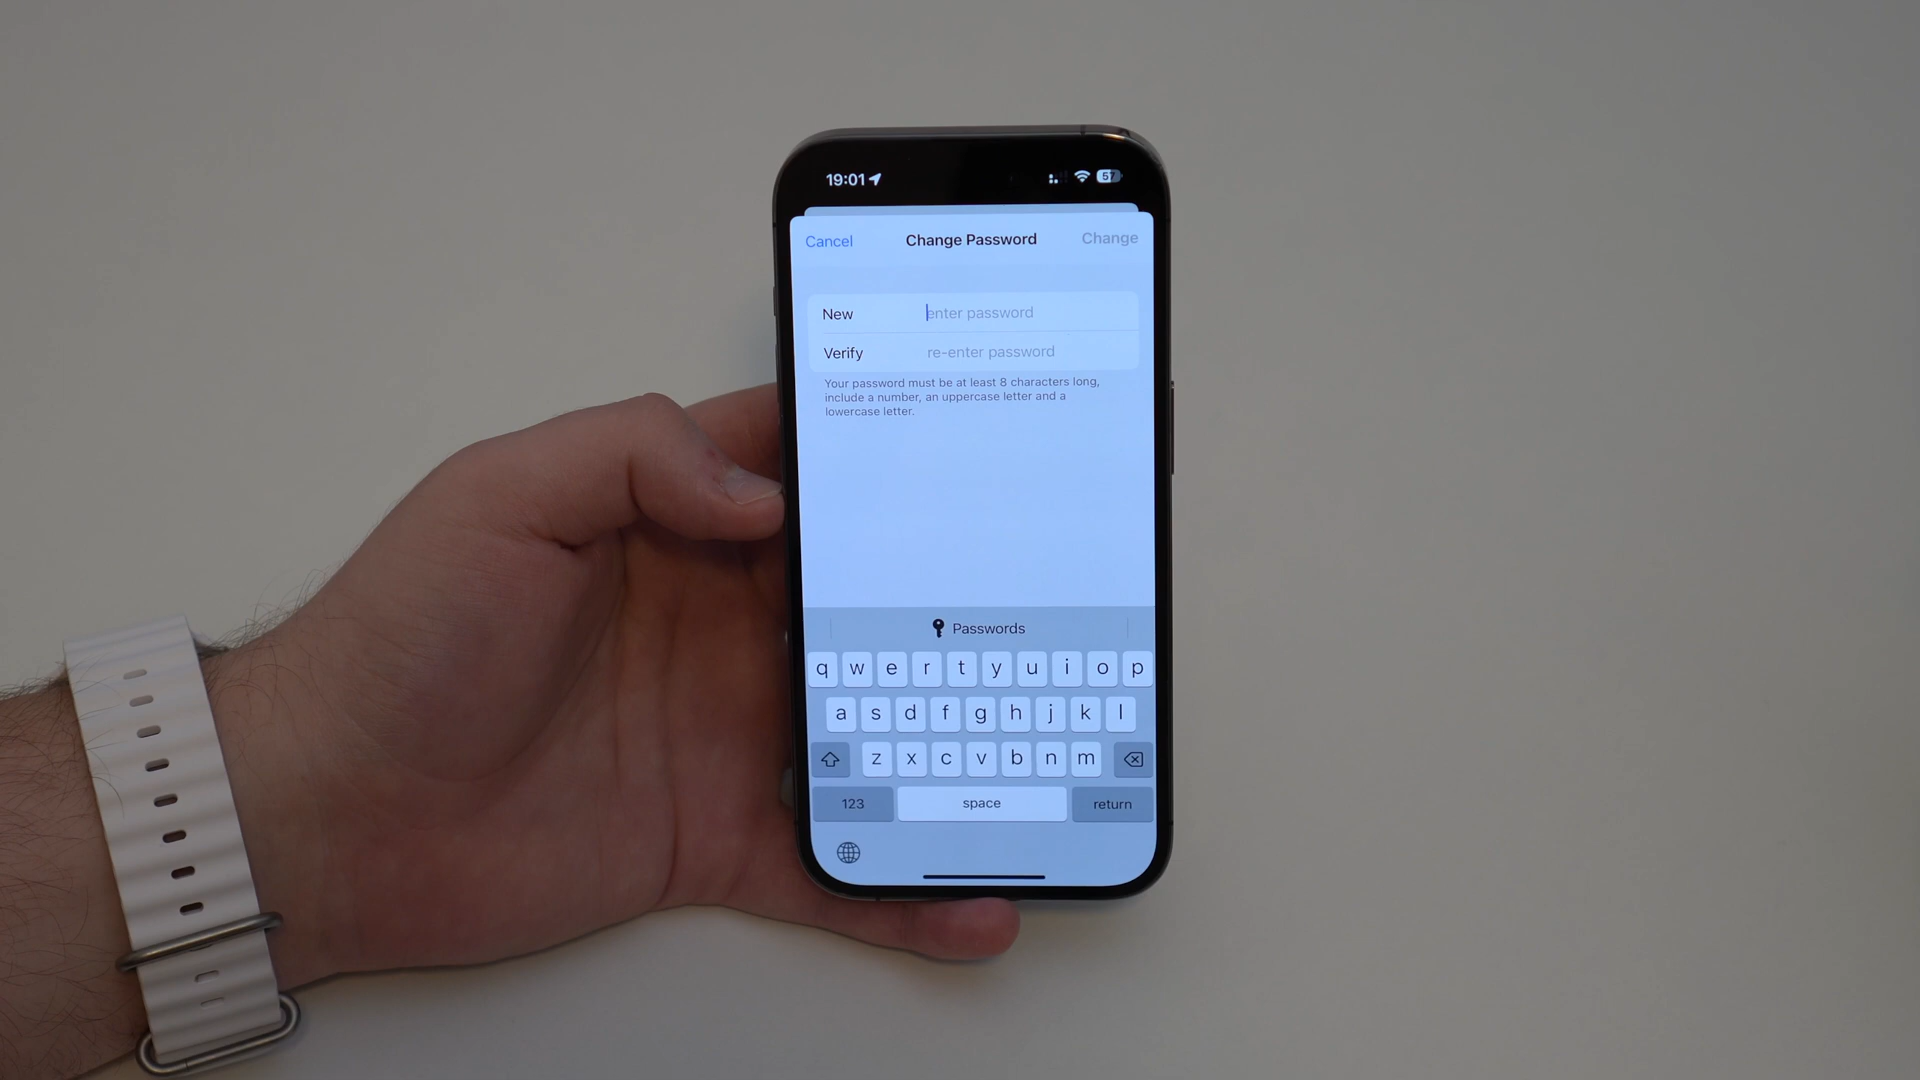 19:01
57
Cancel Change Password Change
New enter password
Verify re-enter password
Your password must be at least 8 characters long,
include a number, an uppercase letter and a
lowercase letter.
Passwords
q w e r t y u i o p
a s d f g h j k l
z x c v b n m
123 space return